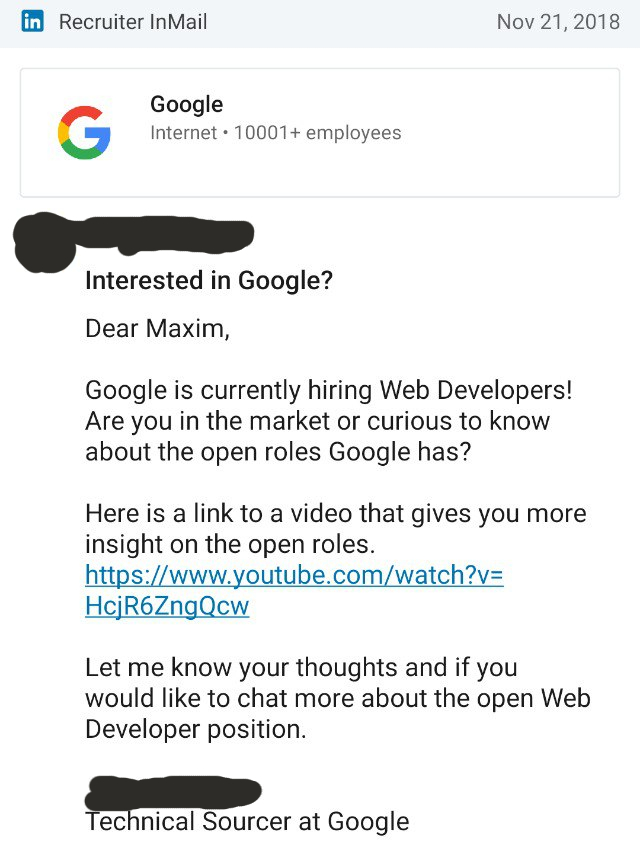 in Recruiter InMail Nov 21, 2018
Google
Internet • 10001+ employees
Interested in Google?
Dear Maxim,
Google is currently hiring Web Developers!
Are you in the market or curious to know
about the open roles Google has?
Here is a link to a video that gives you more
insight on the open roles.
https://www.youtube.com/watch?v=
HcjR6ZngQcw
Let me know your thoughts and if you
would like to chat more about the open Web
Developer position.
Technical Sourcer at Google